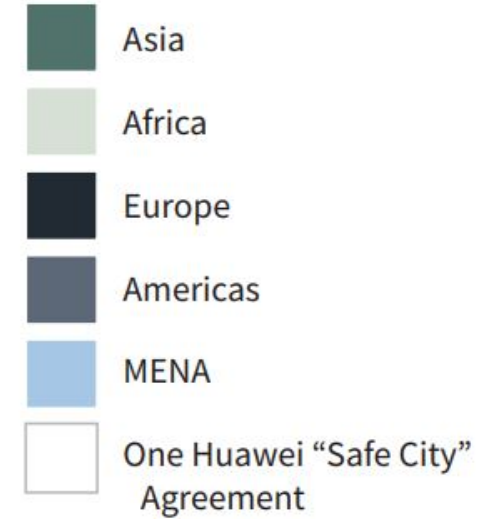 Asia
Africa
Europe
Americas
MENA
One Huawei “Safe City”
Agreement